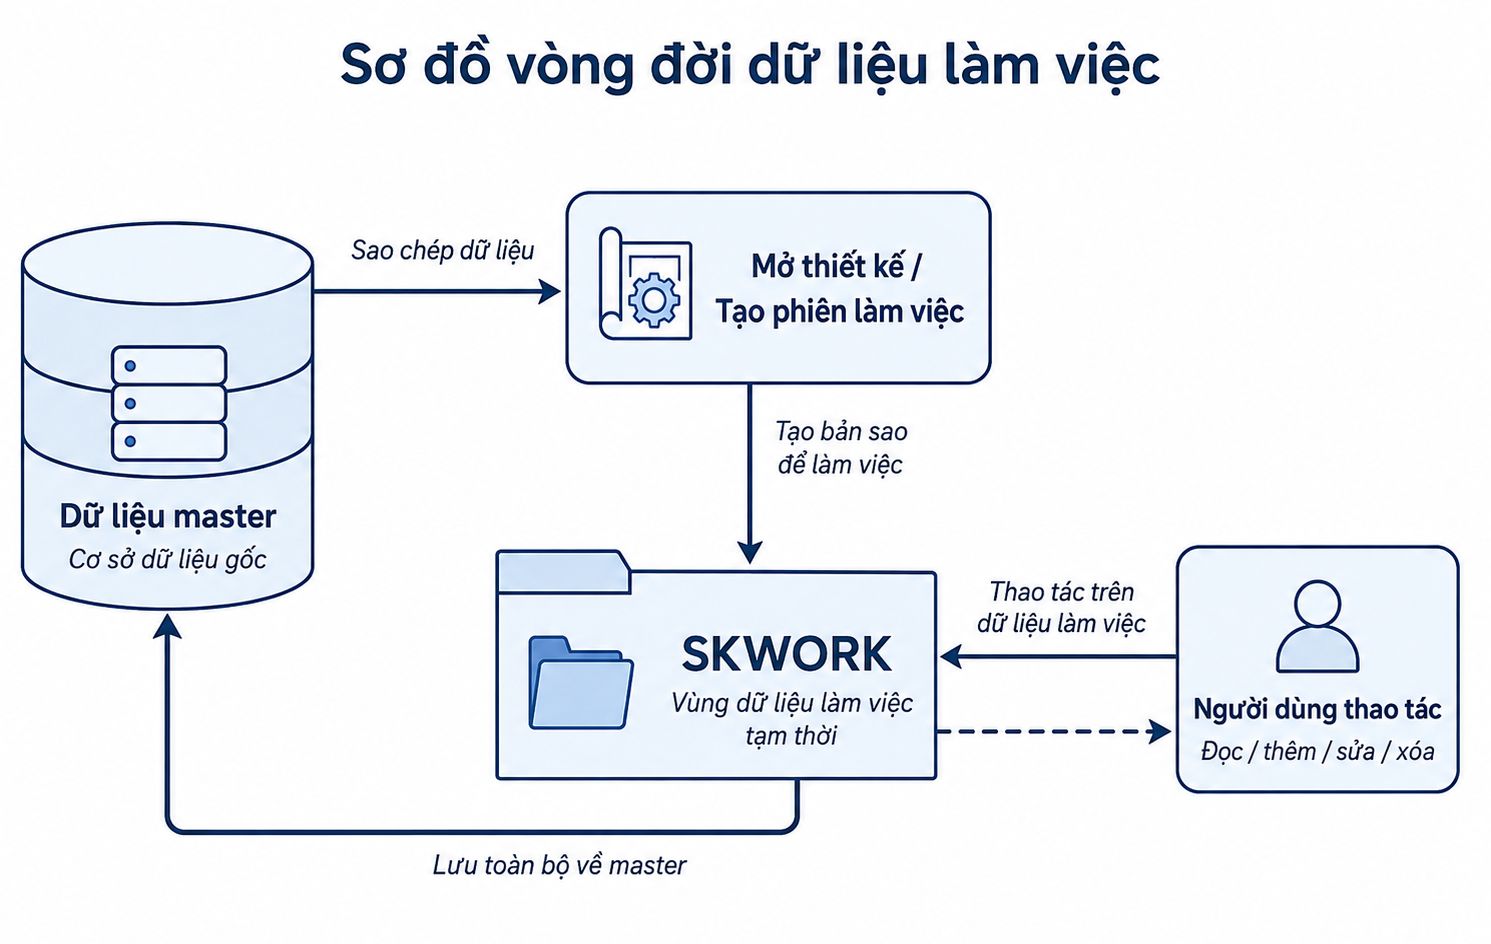 Sơ đồ vòng đời dữ liệu làm việc
Sao chép dữ liệu
Mở thiết kế /
Tạo phiên làm việc
Tạo bản sao
để làm việc
Dữ liệu master
Cơ sở dữ liệu gốc
SKWORK
Vùng dữ liệu làm việc
tạm thời
Thao tác trên
dữ liệu làm việc
Người dùng thao tác
Đọc / thêm / sửa / xóa
Lưu toàn bộ về master